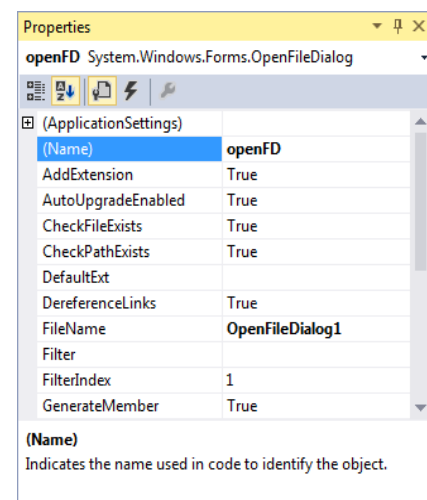 Properties
openFD System.Windows.Forms.OpenFileDialog
(ApplicationSettings)
(Name) openFD
AddExtension True
AutoUpgradeEnabled True
CheckFileExists True
CheckPathExists True
DefaultExt
DereferenceLinks True
FileName OpenFileDialog1
Filter
FilterIndex 1
GenerateMember True
(Name)
Indicates the name used in code to identify the object.